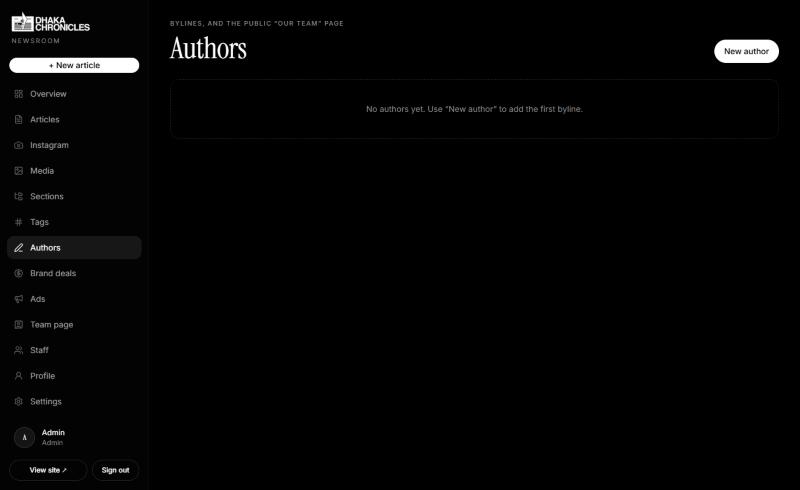 DHAKA
CHRONICLES
NEWSROOM
+ New article
Overview
Articles
Instagram
Media
Sections
Tags
Authors
Brand deals
Ads
Team page
Staff
Profile
Settings
A
Admin
Admin
View site ↗
Sign out
BYLINES, AND THE PUBLIC “OUR TEAM” PAGE
Authors
New author
No authors yet. Use “New author” to add the first byline.